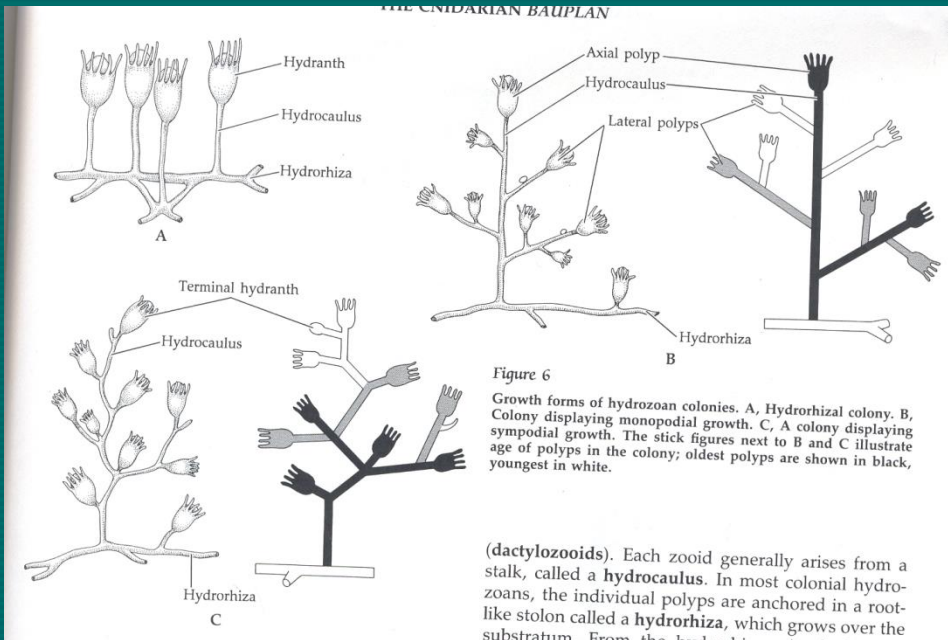 THE CNIDARIAN BAUPLAN
Hydranth
Hydrocaulus
Hydrorhiza
A
Axial polyp
Hydrocaulus
Lateral polyps
Hydrorhiza
B
Terminal hydranth
Hydrocaulus
Hydrorhiza
C
Figure 6
Growth forms of hydrozoan colonies. A, Hydrorhizal colony. B,
Colony displaying monopodial growth. C, A colony displaying
sympodial growth. The stick figures next to B and C illustrate
age of polyps in the colony; oldest polyps are shown in black,
youngest in white.
(dactylozooids). Each zooid generally arises from a
stalk, called a hydrocaulus. In most colonial hydro-
zoans, the individual polyps are anchored in a root-
like stolon called a hydrorhiza, which grows over the
substratum. From the